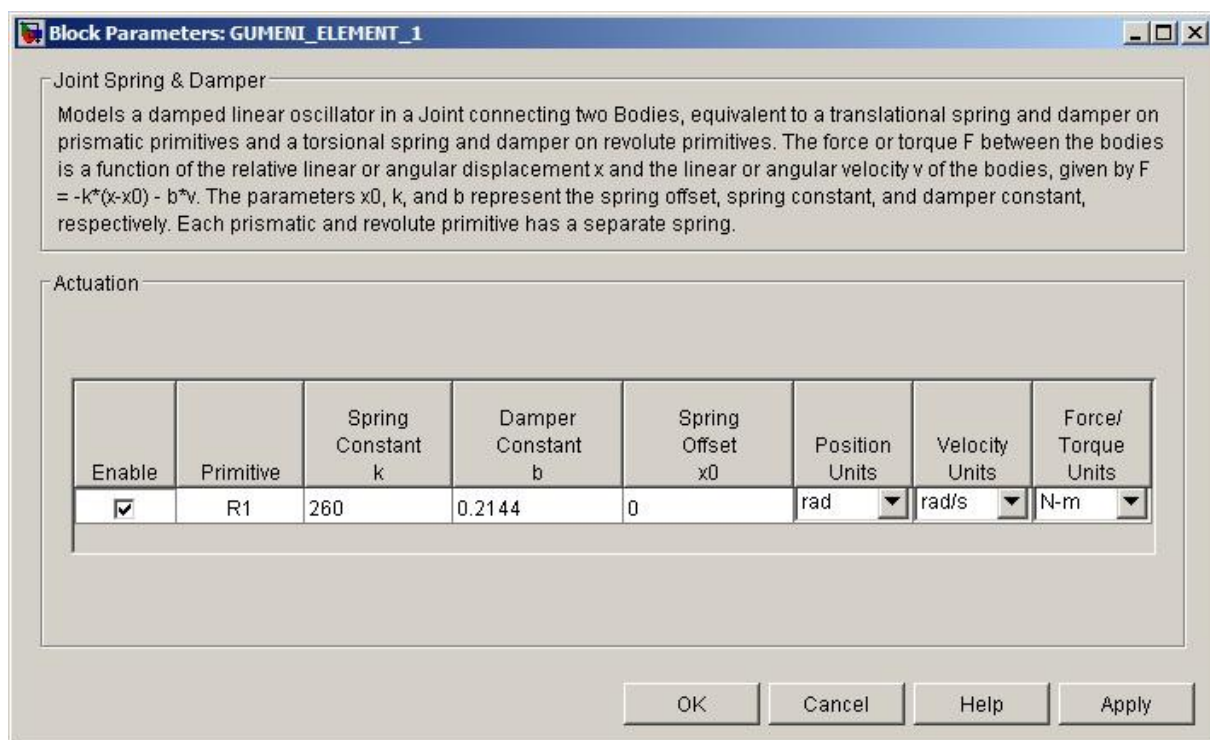 Block Parameters: GUMENI_ELEMENT_1
Joint Spring & Damper
Models a damped linear oscillator in a Joint connecting two Bodies, equivalent to a translational spring and damper on
prismatic primitives and a torsional spring and damper on revolute primitives. The force or torque F between the bodies
is a function of the relative linear or angular displacement x and the linear or angular velocity v of the bodies, given by F
= -k*(x-x0) - b*v. The parameters x0, k, and b represent the spring offset, spring constant, and damper constant,
respectively. Each prismatic and revolute primitive has a separate spring.
Actuation
Enable
Primitive
Spring
Constant
k
Damper
Constant
b
Spring
Offset
x0
Position
Units
Velocity
Units
Force/
Torque
Units
R1 260 0.2144 0 rad rad/s N-m
OK Cancel Help Apply